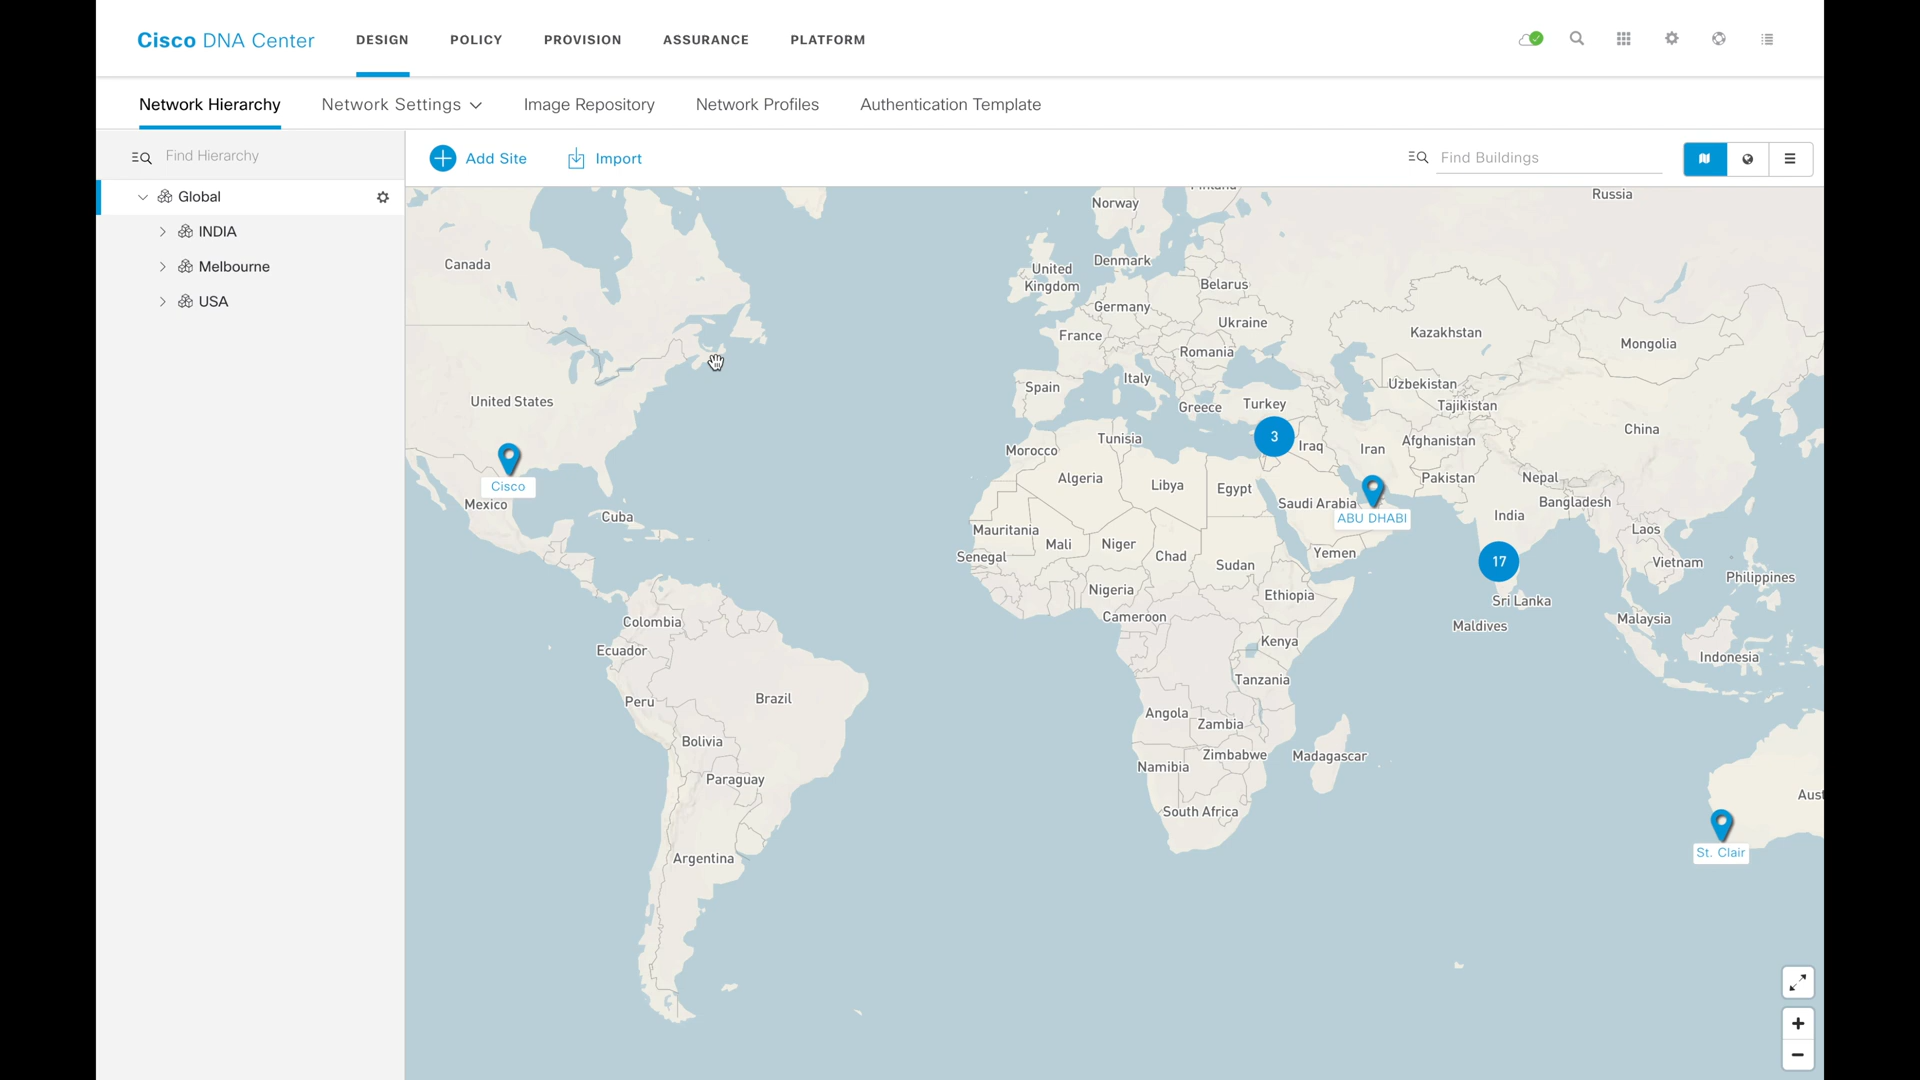 Cisco DNA Center DESIGN POLICY PROVISION ASSURANCE PLATFORM
Network Hierarchy Network Settings Image Repository Network Profiles Authentication Template
Find Hierarchy
Add Site Import Find Buildings
Global
INDIA
Melbourne
USA
Finland
Norway
Russia
Canada
United Kingdom
Denmark
Belarus
Germany
Ukraine
France
Kazakhstan
Mongolia
Romania
Italy
Uzbekistan
Spain
United States
Greece
Turkey
Tajikistan
China
3
Tunisia
Iraq
Iran
Afghanistan
Morocco
Cisco
Mexico
Algeria
Libya
Egypt
Pakistan
Nepal
Saudi Arabia
Bangladesh
ABU DHABI
India
Cuba
Mauritania
Mali
Niger
Laos
Senegal
Chad
Sudan
Yemen
17
Vietnam
Philippines
Nigeria
Ethiopia
Sri Lanka
Colombia
Cameroon
Maldives
Malaysia
Ecuador
Kenya
Indonesia
Tanzania
Peru
Brazil
Angola
Zambia
Bolivia
Zimbabwe
Madagascar
Namibia
Paraguay
Aust
South Africa
St. Clair
Argentina